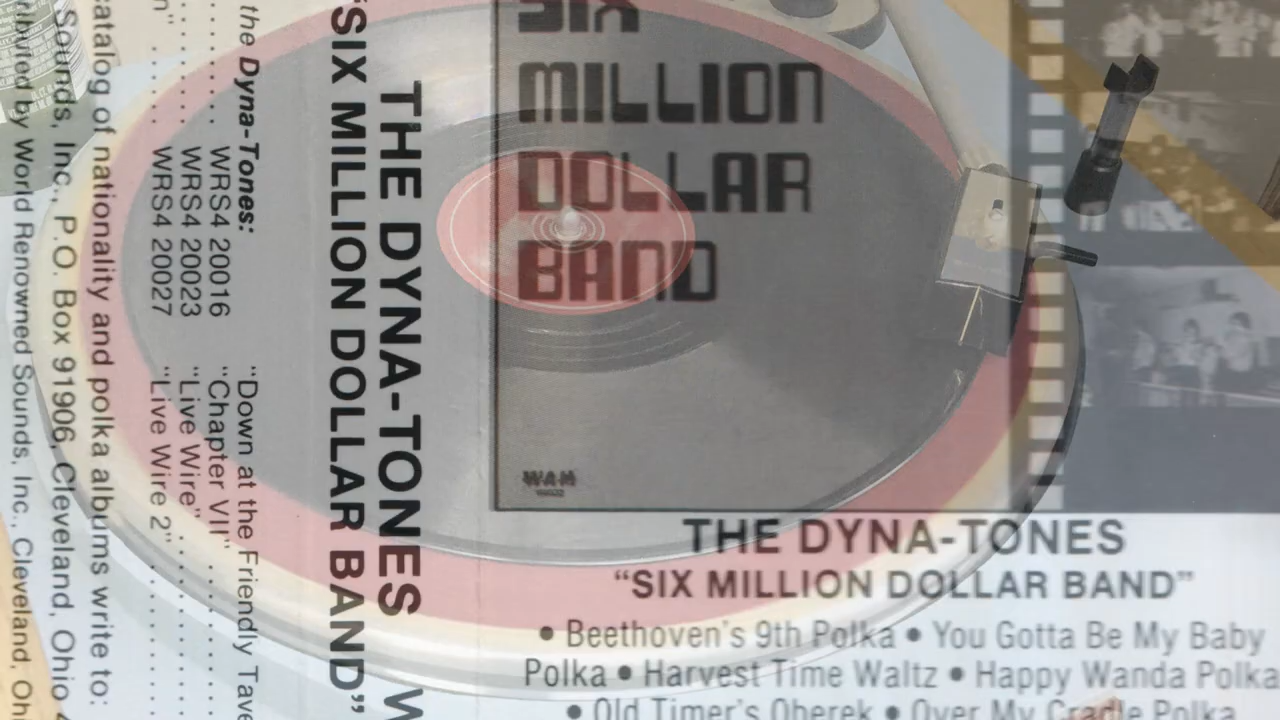 SIX
MILLION
DOLLAR
BAND
WAM
THE DYNA-TONES
"SIX MILLION DOLLAR BAND"
• Beethoven's 9th Polka • You Gotta Be My Baby
Polka • Harvest Time Waltz • Happy Wanda Polka
• Old Timer's Oberek • Over My Cradle Polka
THE DYNA-TONES W
"SIX MILLION DOLLAR BAND"
the Dyna-Tones:
"Down at the Friendly Tave
WRS4 20016 "Chapter VII"
WRS4 20023 "Live Wire"
WRS4 20027 "Live Wire 2"
catalog of nationality and polka albums write to:
Sounds, Inc., P.O. Box 91906, Cleveland, Ohio 4
ributed by World Renowned Sounds, Inc., Cleveland, Ohi